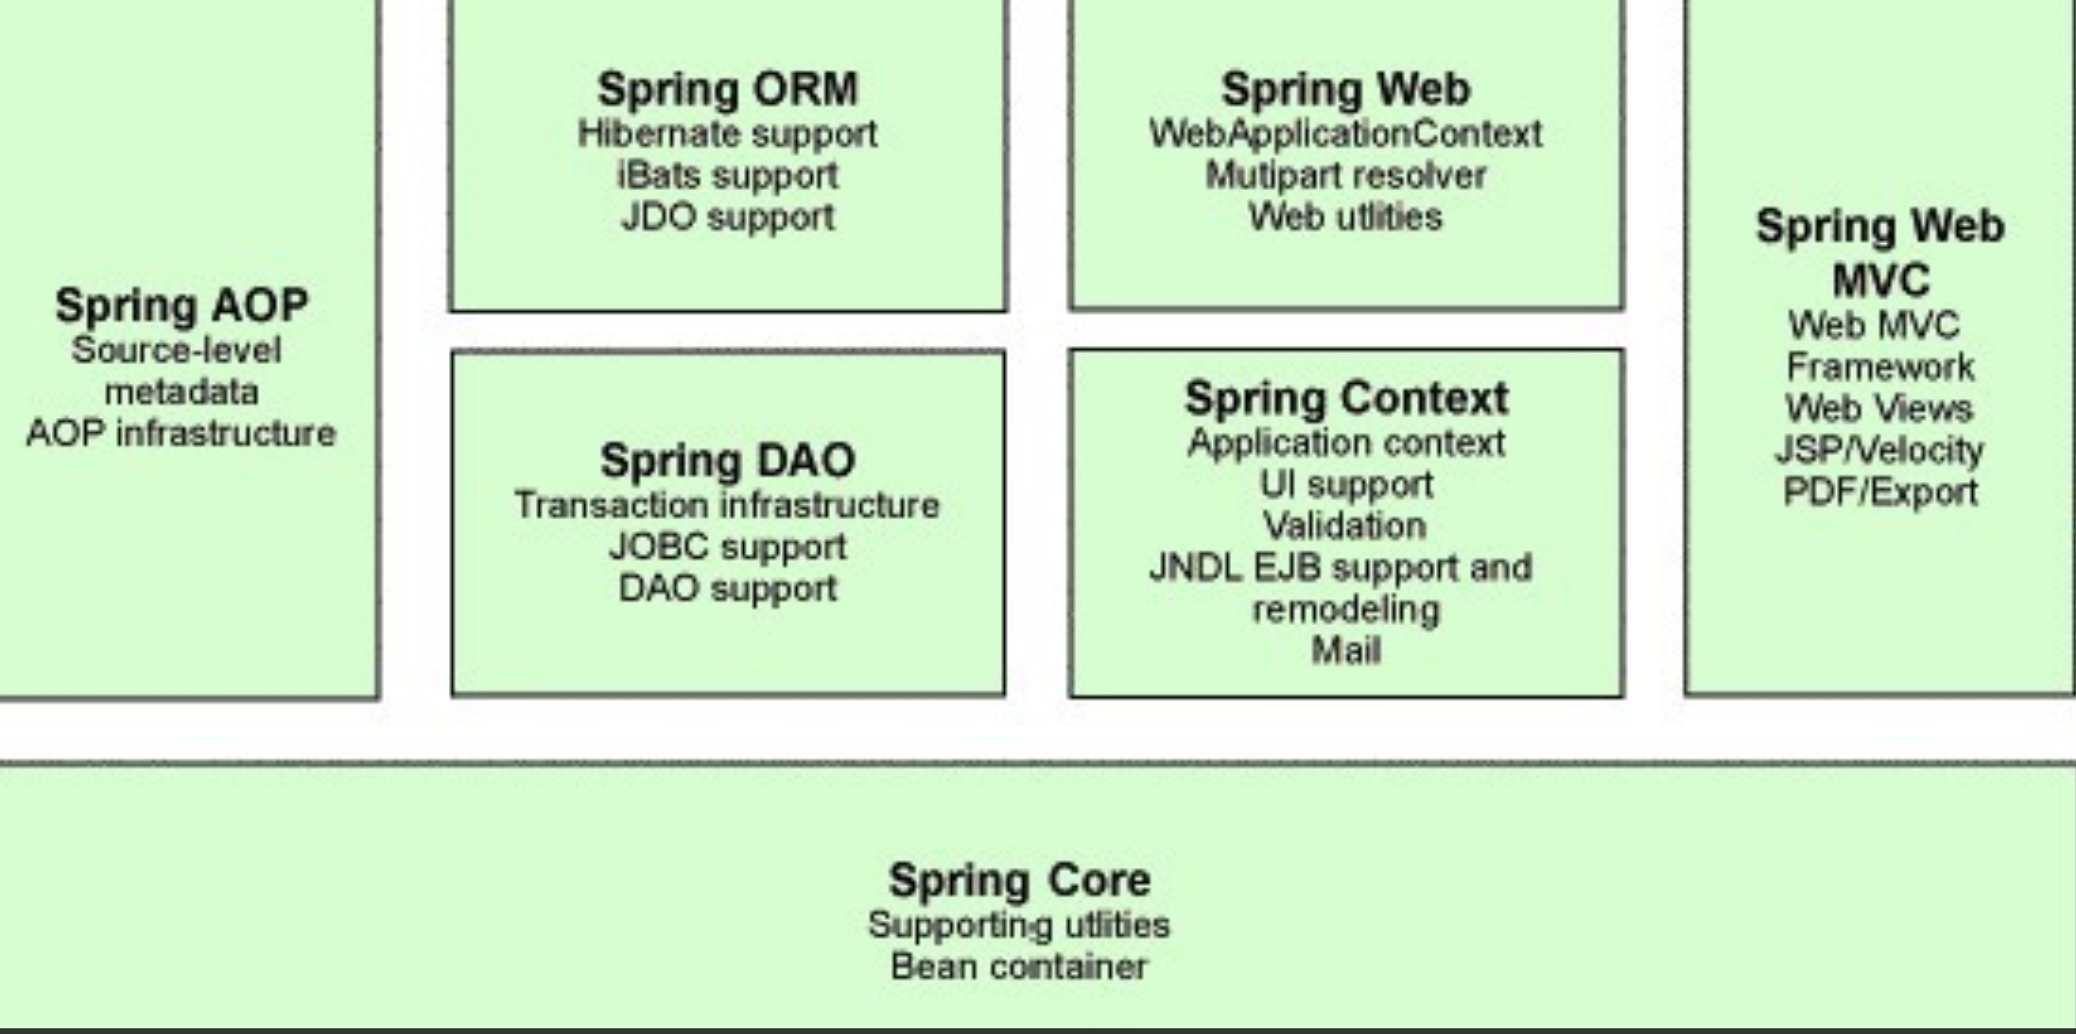 Spring AOP
Source-level
metadata
AOP infrastructure
Spring ORM
Hibernate support
iBats support
JDO support
Spring DAO
Transaction infrastructure
JOBC support
DAO support
Spring Web
WebApplicationContext
Mutipart resolver
Web utlities
Spring Context
Application context
UI support
Validation
JNDL EJB support and
remodeling
Mail
Spring Web
MVC
Web MVC
Framework
Web Views
JSP/Velocity
PDF/Export
Spring Core
Supporting utlities
Bean container